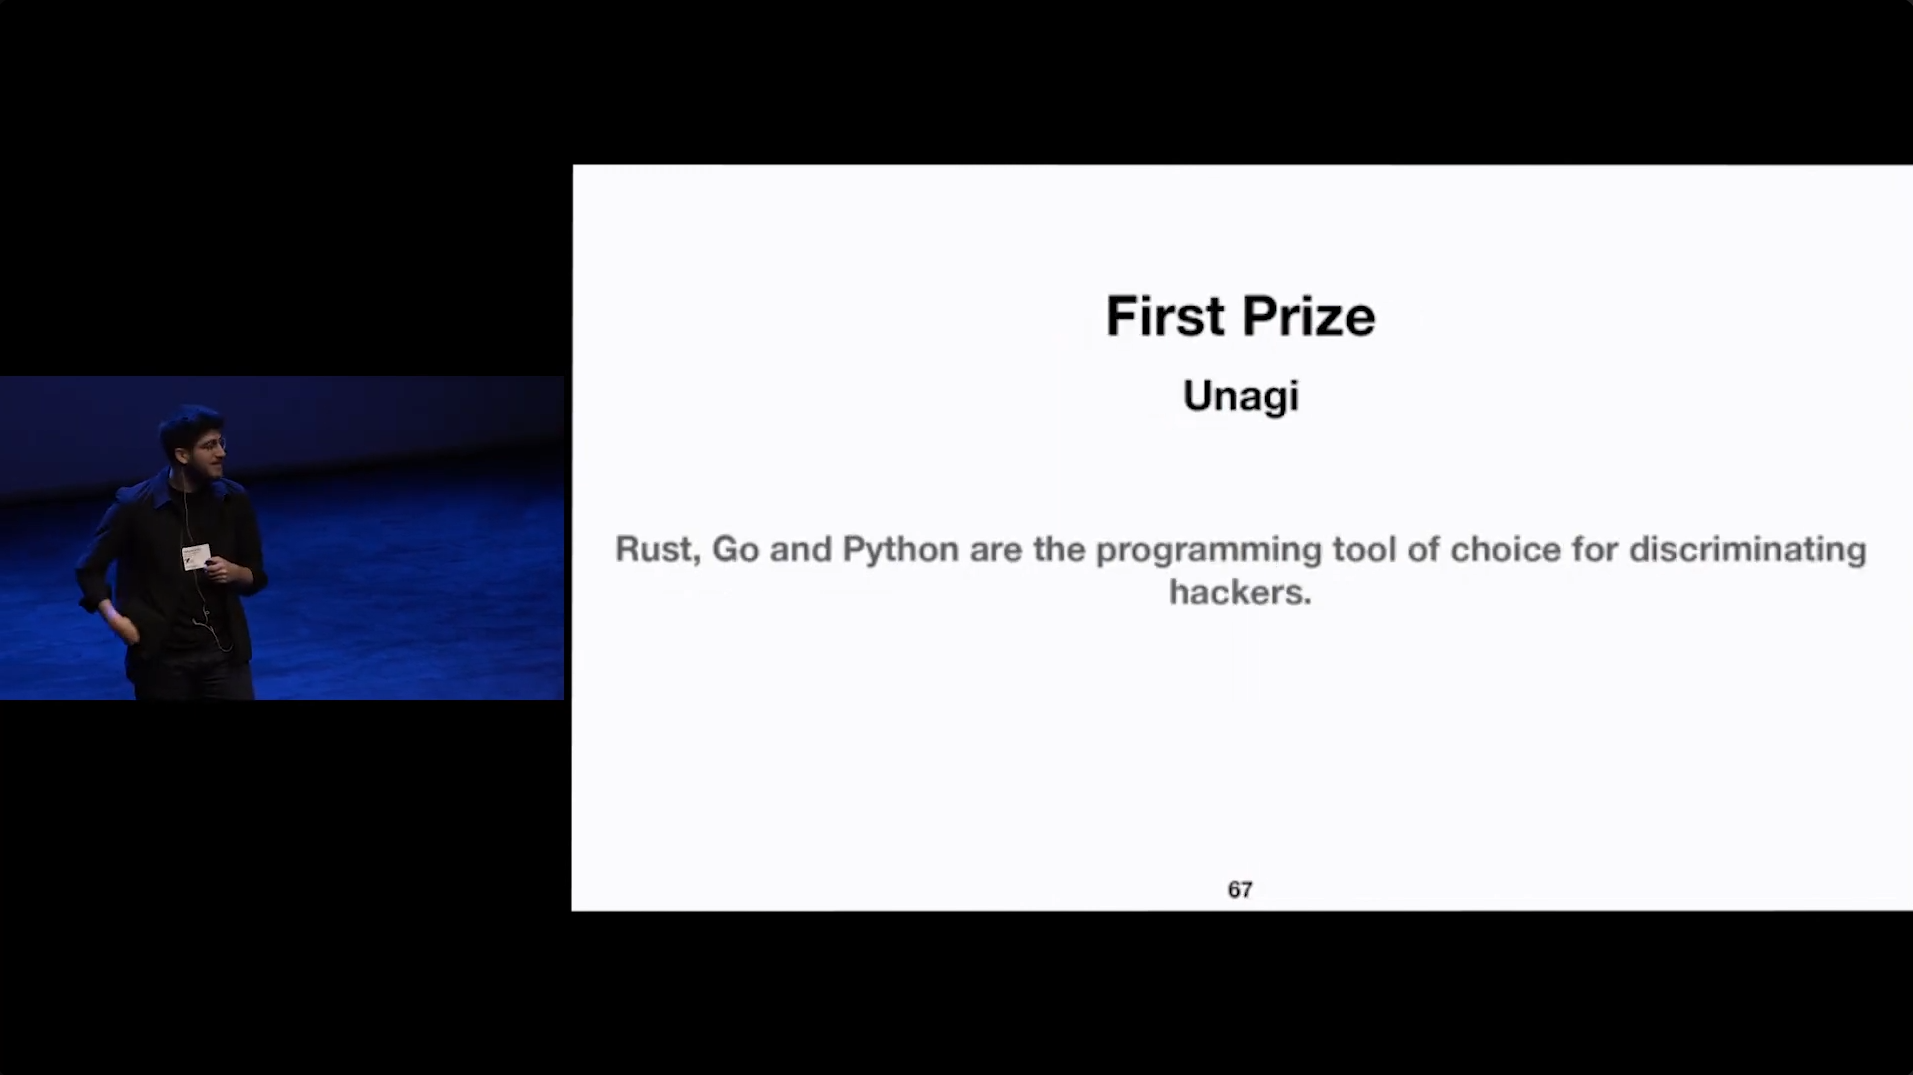 First Prize
Unagi
Rust, Go and Python are the programming tool of choice for discriminating
hackers.
67